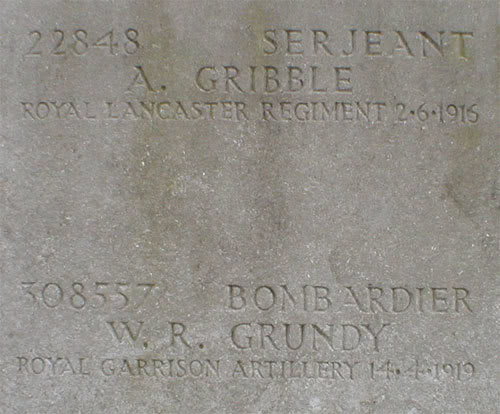 22848 SERJEANT
A. GRIBBLE
ROYAL LANCASTER REGIMENT 2·6·1916
308557 BOMBARDIER
W. R. GRUNDY
ROYAL GARRISON ARTILLERY 14·4·1919